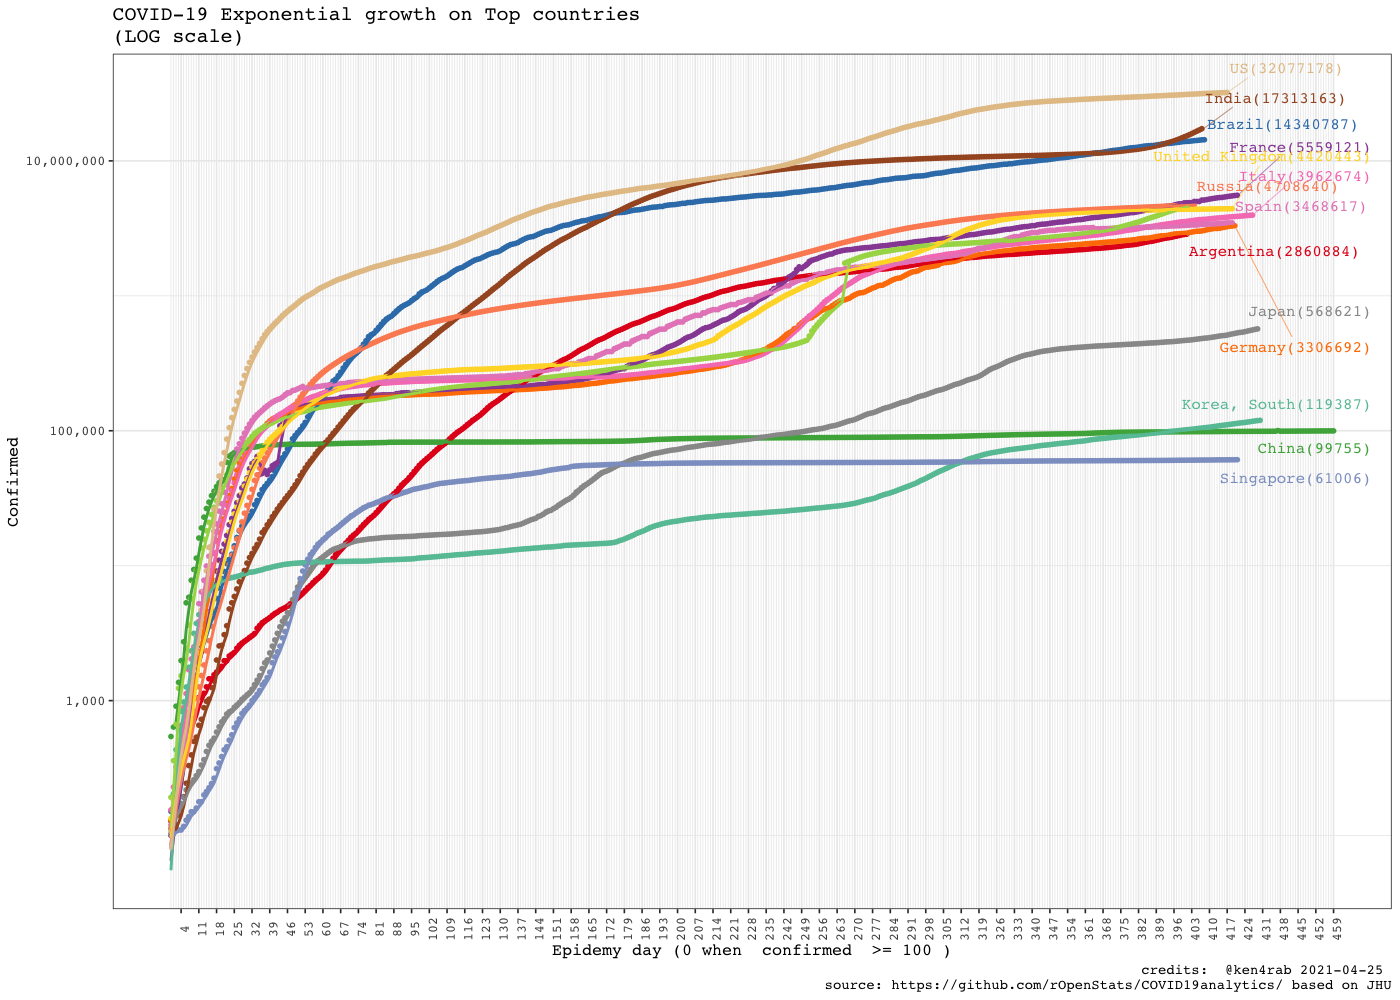 COVID-19 Exponential growth on Top countries
(LOG scale)
US(32077178)
India(17313163)
Brazil(14340787)
France(5559121)
United Kingdom(4420443)
Italy(3962674)
Russia(4708640)
Spain(3468617)
Argentina(2860884)
Japan(568621)
Germany(3306692)
Korea, South(119387)
China(99755)
Singapore(61006)
10,000,000
100,000
1,000
Confirmed
4 11 18 25 32 39 46 53 60 67 74 81 88 95 102 109 116 123 130 137 144 151 158 165 172 179 186 193 200 207 214 221 228 235 242 249 256 263 270 277 284 291 298 305 312 319 326 333 340 347 354 361 368 375 382 389 396 403 410 417 424 431 438 445 452 459
Epidemy day (0 when  confirmed  >= 100 )
credits:  @ken4rab 2021-04-25
source: https://github.com/rOpenStats/COVID19analytics/ based on JHU